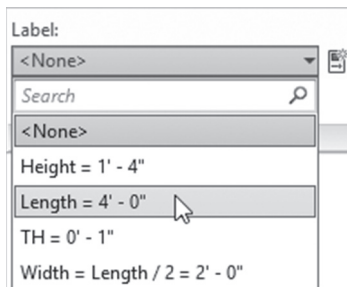 Label:
<None>
Search
<None>
Height = 1' - 4"
Length = 4' - 0"
TH = 0' - 1"
Width = Length / 2 = 2' - 0"